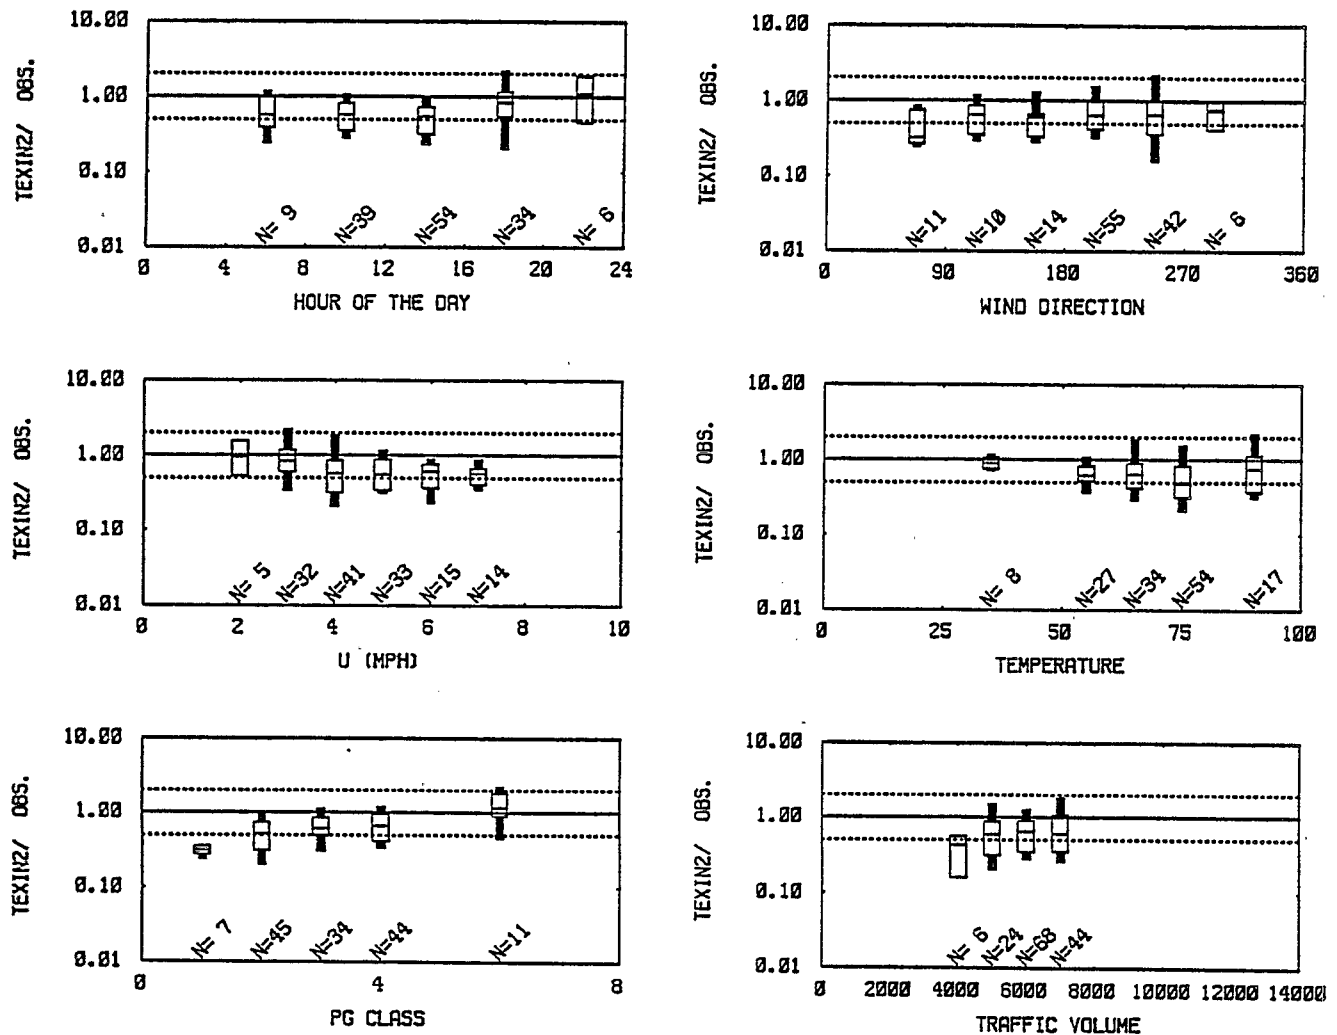 TEXIN2/ OBS.
10.00
1.00
0.10
0.01
N= 9 N=39 N=54 N=34 N= 6
0 4 8 12 16 20 24
HOUR OF THE DAY
TEXIN2/ OBS.
10.00
1.00
0.10
0.01
N=11 N=10 N=14 N=55 N=42 N= 6
0 90 180 270 360
WIND DIRECTION
TEXIN2/ OBS.
10.00
1.00
0.10
0.01
N= 5 N=32 N=41 N=33 N=15 N=14
0 2 4 6 8 10
U (MPH)
TEXIN2/ OBS.
10.00
1.00
0.10
0.01
N= 8 N=27 N=34 N=54 N=17
0 25 50 75 100
TEMPERATURE
TEXIN2/ OBS.
10.00
1.00
0.10
0.01
N= 7 N=45 N=34 N=44 N=11
0 4 8
PG CLASS
TEXIN2/ OBS.
10.00
1.00
0.10
0.01
N= 6 N=24 N=68 N=44
0 2000 4000 6000 8000 10000 12000 14000
TRAFFIC VOLUME